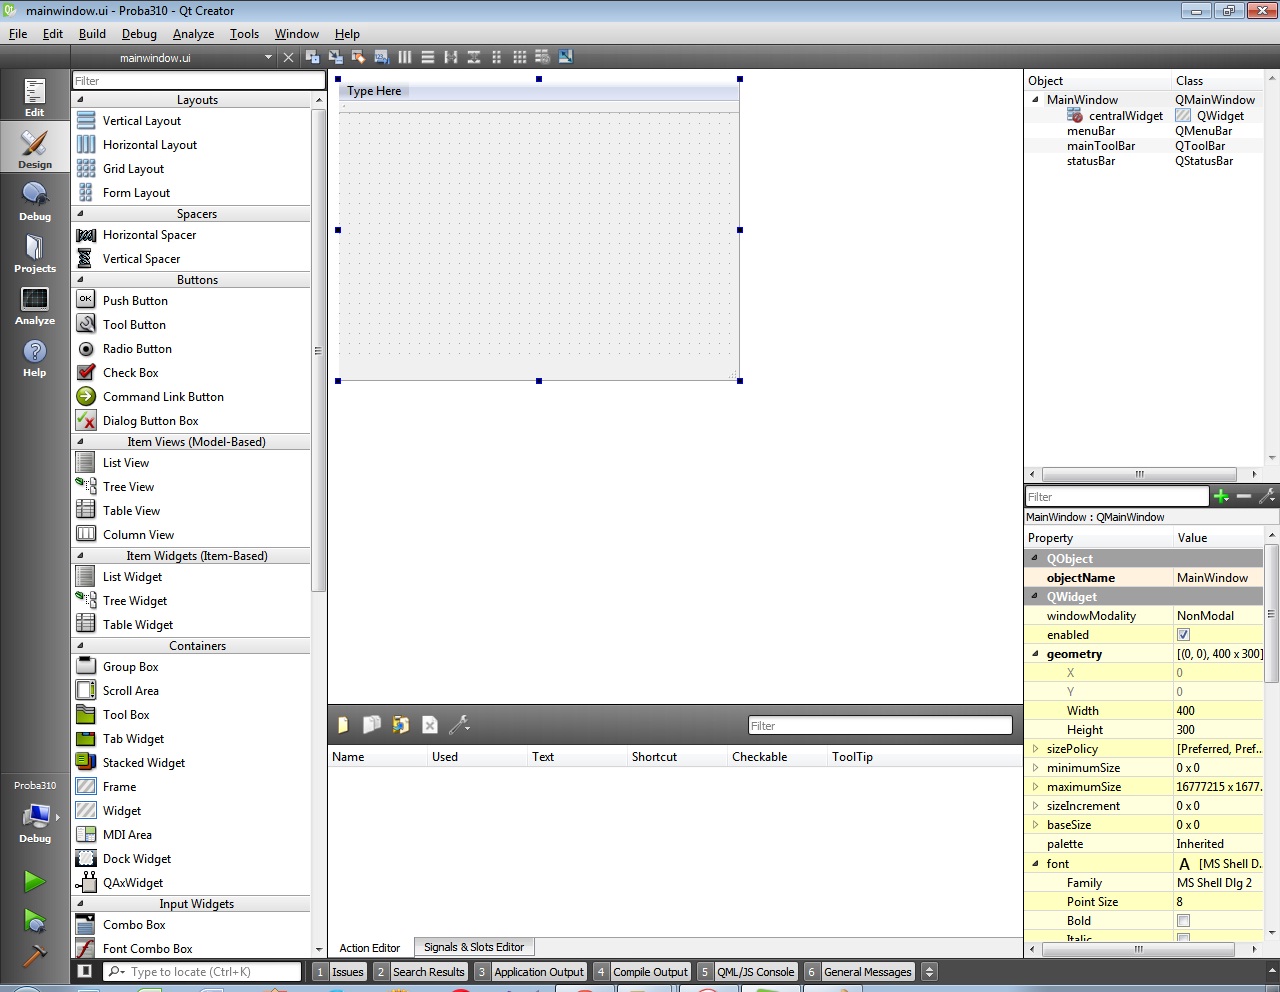 mainwindow.ui - Proba310 - Qt Creator
File Edit Build Debug Analyze Tools Window Help
mainwindow.ui
Edit
Design
Debug
Projects
Analyze
Help
Proba310
Debug
Filter
Layouts
Vertical Layout
Horizontal Layout
Grid Layout
Form Layout
Spacers
Horizontal Spacer
Vertical Spacer
Buttons
OK Push Button
Tool Button
Radio Button
Check Box
Command Link Button
Dialog Button Box
Item Views (Model-Based)
List View
Tree View
Table View
Column View
Item Widgets (Item-Based)
List Widget
Tree Widget
Table Widget
Containers
Group Box
Scroll Area
Tool Box
Tab Widget
Stacked Widget
Frame
Widget
MDI Area
Dock Widget
QAxWidget
Input Widgets
Combo Box
Font Combo Box
Type Here
Filter
Name Used Text Shortcut Checkable ToolTip
Action Editor Signals & Slots Editor
Object Class
MainWindow QMainWindow
centralWidget QWidget
menuBar QMenuBar
mainToolBar QToolBar
statusBar QStatusBar
Filter
MainWindow : QMainWindow
Property Value
QObject
objectName MainWindow
QWidget
windowModality NonModal
enabled
geometry [(0, 0), 400 x 300]
X 0
Y 0
Width 400
Height 300
sizePolicy [Preferred, Pref...
minimumSize 0 x 0
maximumSize 16777215 x 1677...
sizeIncrement 0 x 0
baseSize 0 x 0
palette Inherited
font A [MS Shell D...
Family MS Shell Dlg 2
Point Size 8
Bold
Italic
Type to locate (Ctrl+K) 1 Issues 2 Search Results 3 Application Output 4 Compile Output 5 QML/JS Console 6 General Messages